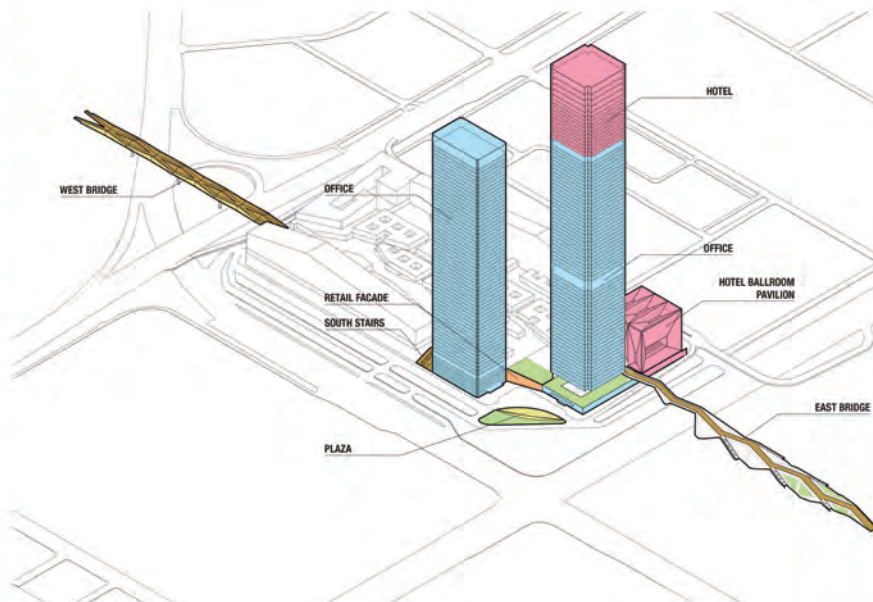 HOTEL
WEST BRIDGE
OFFICE
OFFICE
HOTEL BALLROOM
PAVILION
RETAIL FACADE
SOUTH STAIRS
EAST BRIDGE
PLAZA